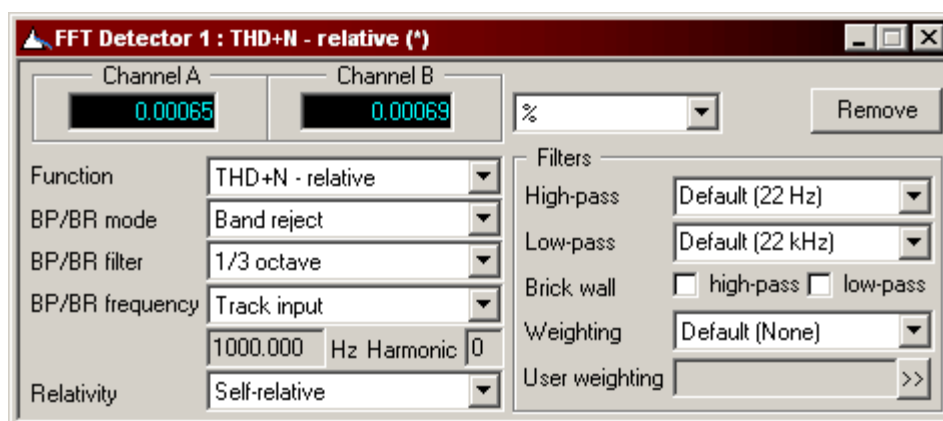 FFT Detector 1 : THD+N - relative (*)
Channel A
Channel B
0.00065
0.00069
%
Remove
Function
THD+N - relative
BP/BR mode
Band reject
BP/BR filter
1/3 octave
BP/BR frequency
Track input
1000.000 Hz Harmonic 0
Relativity
Self-relative
Filters
High-pass
Default (22 Hz)
Low-pass
Default (22 kHz)
Brick wall
high-pass
low-pass
Weighting
Default (None)
User weighting
>>